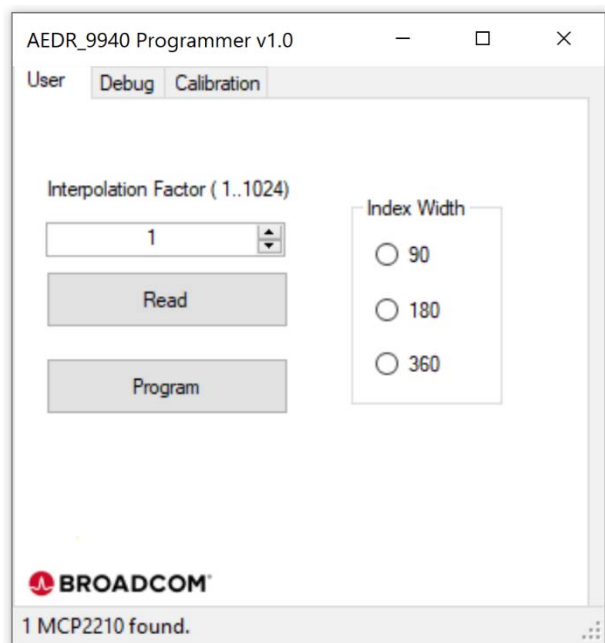 AEDR_9940 Programmer v1.0
User Debug Calibration
Interpolation Factor ( 1..1024)
1
Read
Program
Index Width
90
180
360
BROADCOM
1 MCP2210 found.